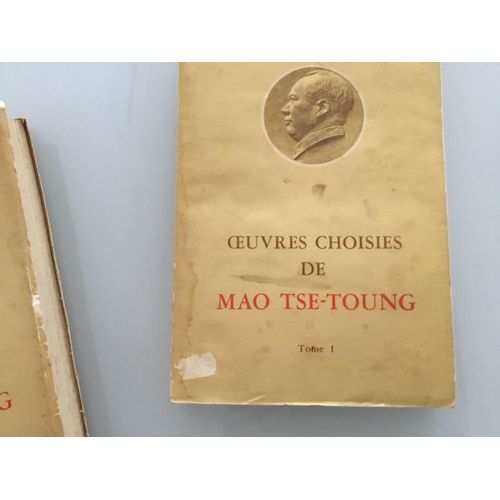 ŒUVRES CHOISIES
DE
MAO TSE-TOUNG
Tome I
G